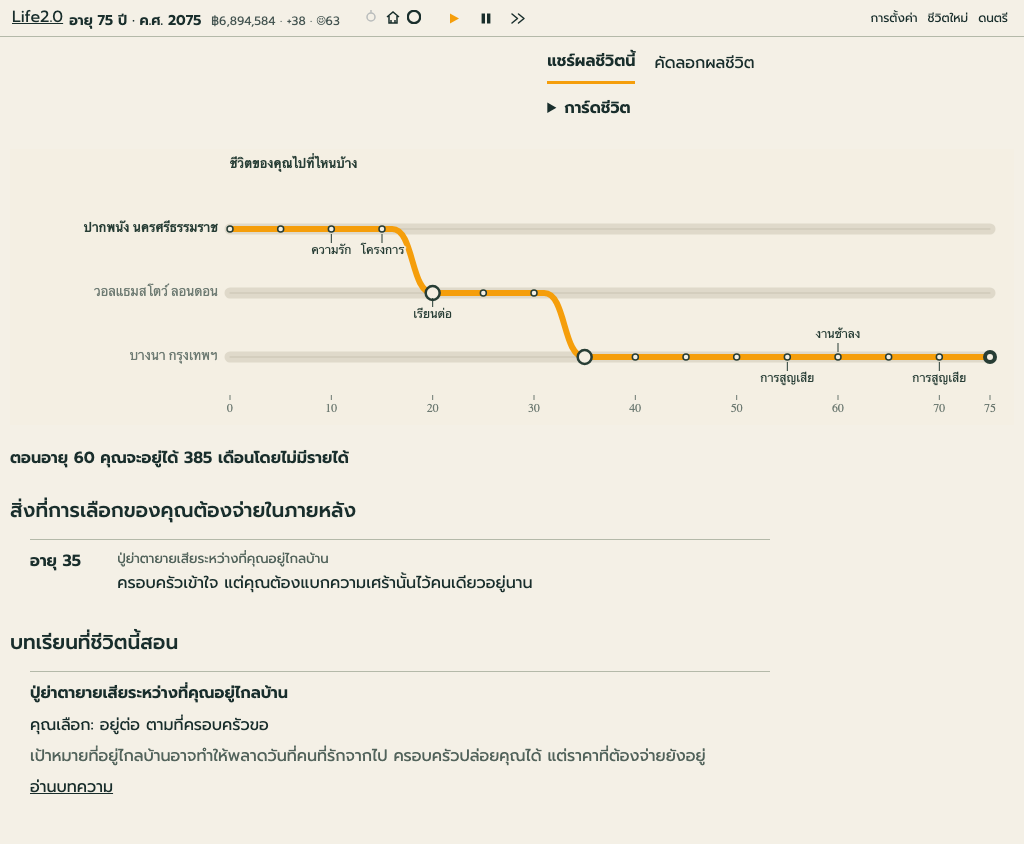 Life2.0 อายุ 75 ปี · ค.ศ. 2075 ฿6,894,584 · +38 · ☺63 การตั้งค่า ชีวิตใหม่ ดนตรี
แชร์ผลชีวิตนี้ คัดลอกผลชีวิต
▶ การ์ดชีวิต
ชีวิตของคุณไปที่ไหนบ้าง
ปากพนัง นครศรีธรรมราช
ความรัก โครงการ
วอลแธมสโตว์ ลอนดอน
เรียนต่อ
งานช้าลง
บางนา กรุงเทพฯ
การสูญเสีย การสูญเสีย
0 10 20 30 40 50 60 70 75
ตอนอายุ 60 คุณจะอยู่ได้ 385 เดือนโดยไม่มีรายได้
สิ่งที่การเลือกของคุณต้องจ่ายในภายหลัง
อายุ 35 ปู่ย่าตายายเสียระหว่างที่คุณอยู่ไกลบ้าน
ครอบครัวเข้าใจ แต่คุณต้องแบกความเศร้านั้นไว้คนเดียวอยู่นาน
บทเรียนที่ชีวิตนี้สอน
ปู่ย่าตายายเสียระหว่างที่คุณอยู่ไกลบ้าน
คุณเลือก: อยู่ต่อ ตามที่ครอบครัวขอ
เป้าหมายที่อยู่ไกลบ้านอาจทำให้พลาดวันที่คนที่รักจากไป ครอบครัวปล่อยคุณได้ แต่ราคาที่ต้องจ่ายยังอยู่
อ่านบทความ